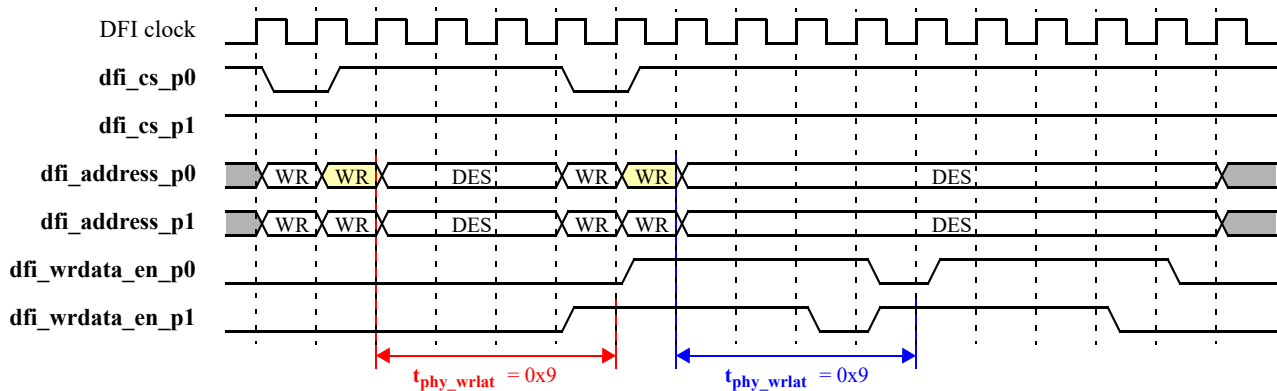 DFI clock
dfi_cs_p0
dfi_cs_p1
dfi_address_p0 WR WR DES WR WR DES
dfi_address_p1 WR WR DES WR WR DES
dfi_wrdata_en_p0
dfi_wrdata_en_p1
tphy_wrlat = 0x9 tphy_wrlat = 0x9